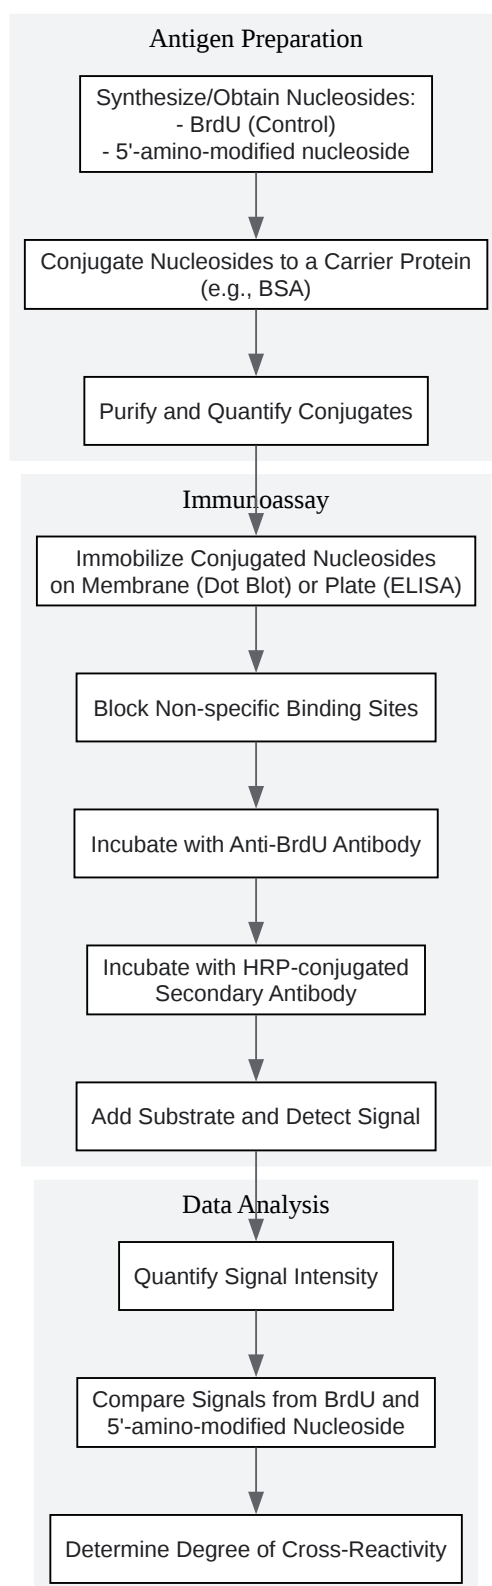 Antigen Preparation
Synthesize/Obtain Nucleosides:
- BrdU (Control)
- 5'-amino-modified nucleoside
Conjugate Nucleosides to a Carrier Protein
(e.g., BSA)
Purify and Quantify Conjugates
Immunoassay
Immobilize Conjugated Nucleosides
on Membrane (Dot Blot) or Plate (ELISA)
Block Non-specific Binding Sites
Incubate with Anti-BrdU Antibody
Incubate with HRP-conjugated
Secondary Antibody
Add Substrate and Detect Signal
Data Analysis
Quantify Signal Intensity
Compare Signals from BrdU and
5'-amino-modified Nucleoside
Determine Degree of Cross-Reactivity